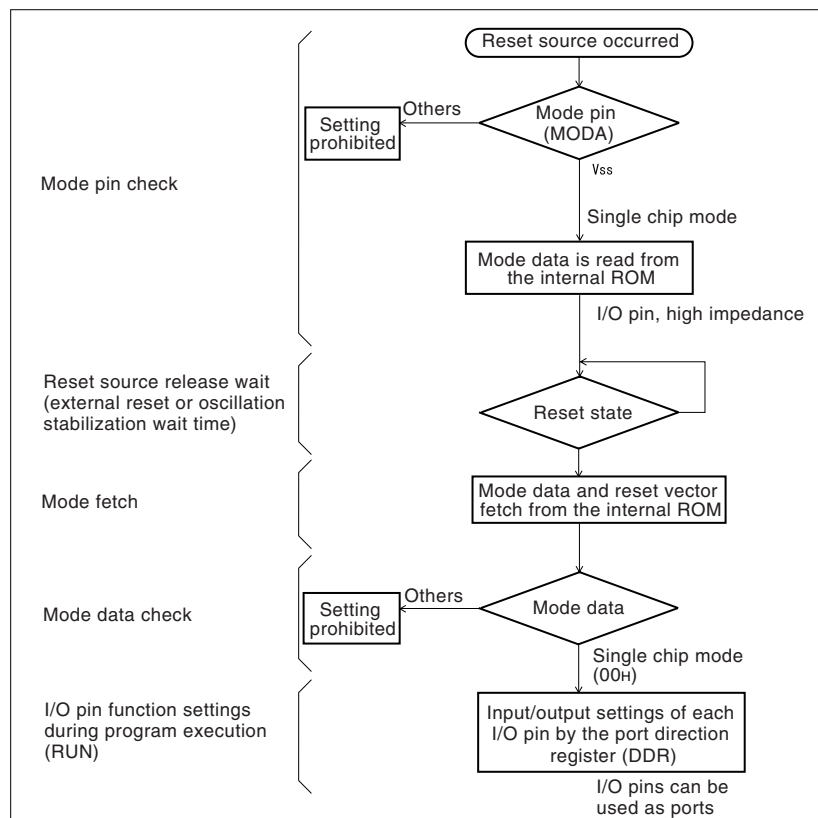 Reset source occurred
Others
Mode pin
(MODA)
Setting
prohibited
Vss
Mode pin check
Single chip mode
Mode data is read from
the internal ROM
I/O pin, high impedance
Reset source release wait
(external reset or oscillation
stabilization wait time)
Reset state
Mode fetch
Mode data and reset vector
fetch from the internal ROM
Others
Mode data check
Setting
prohibited
Mode data
Single chip mode
(00H)
I/O pin function settings
during program execution
(RUN)
Input/output settings of each
I/O pin by the port direction
register (DDR)
I/O pins can be
used as ports